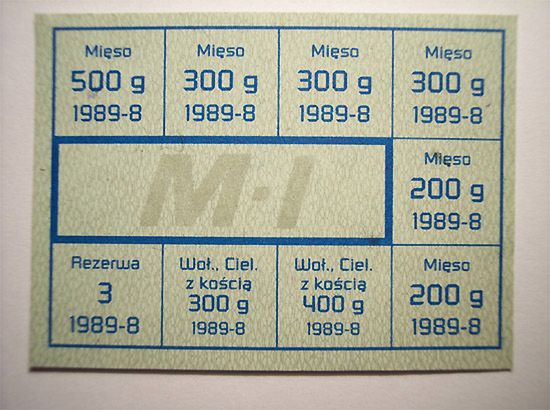 Mięso
500 g
1989-8
Mięso
300 g
1989-8
Mięso
300 g
1989-8
Mięso
300 g
1989-8
M-I
Mięso
200 g
1989-8
Rezerwa
3
1989-8
Woł., Ciel.
z kością
300 g
1989-8
Woł., Ciel.
z kością
400 g
1989-8
Mięso
200 g
1989-8